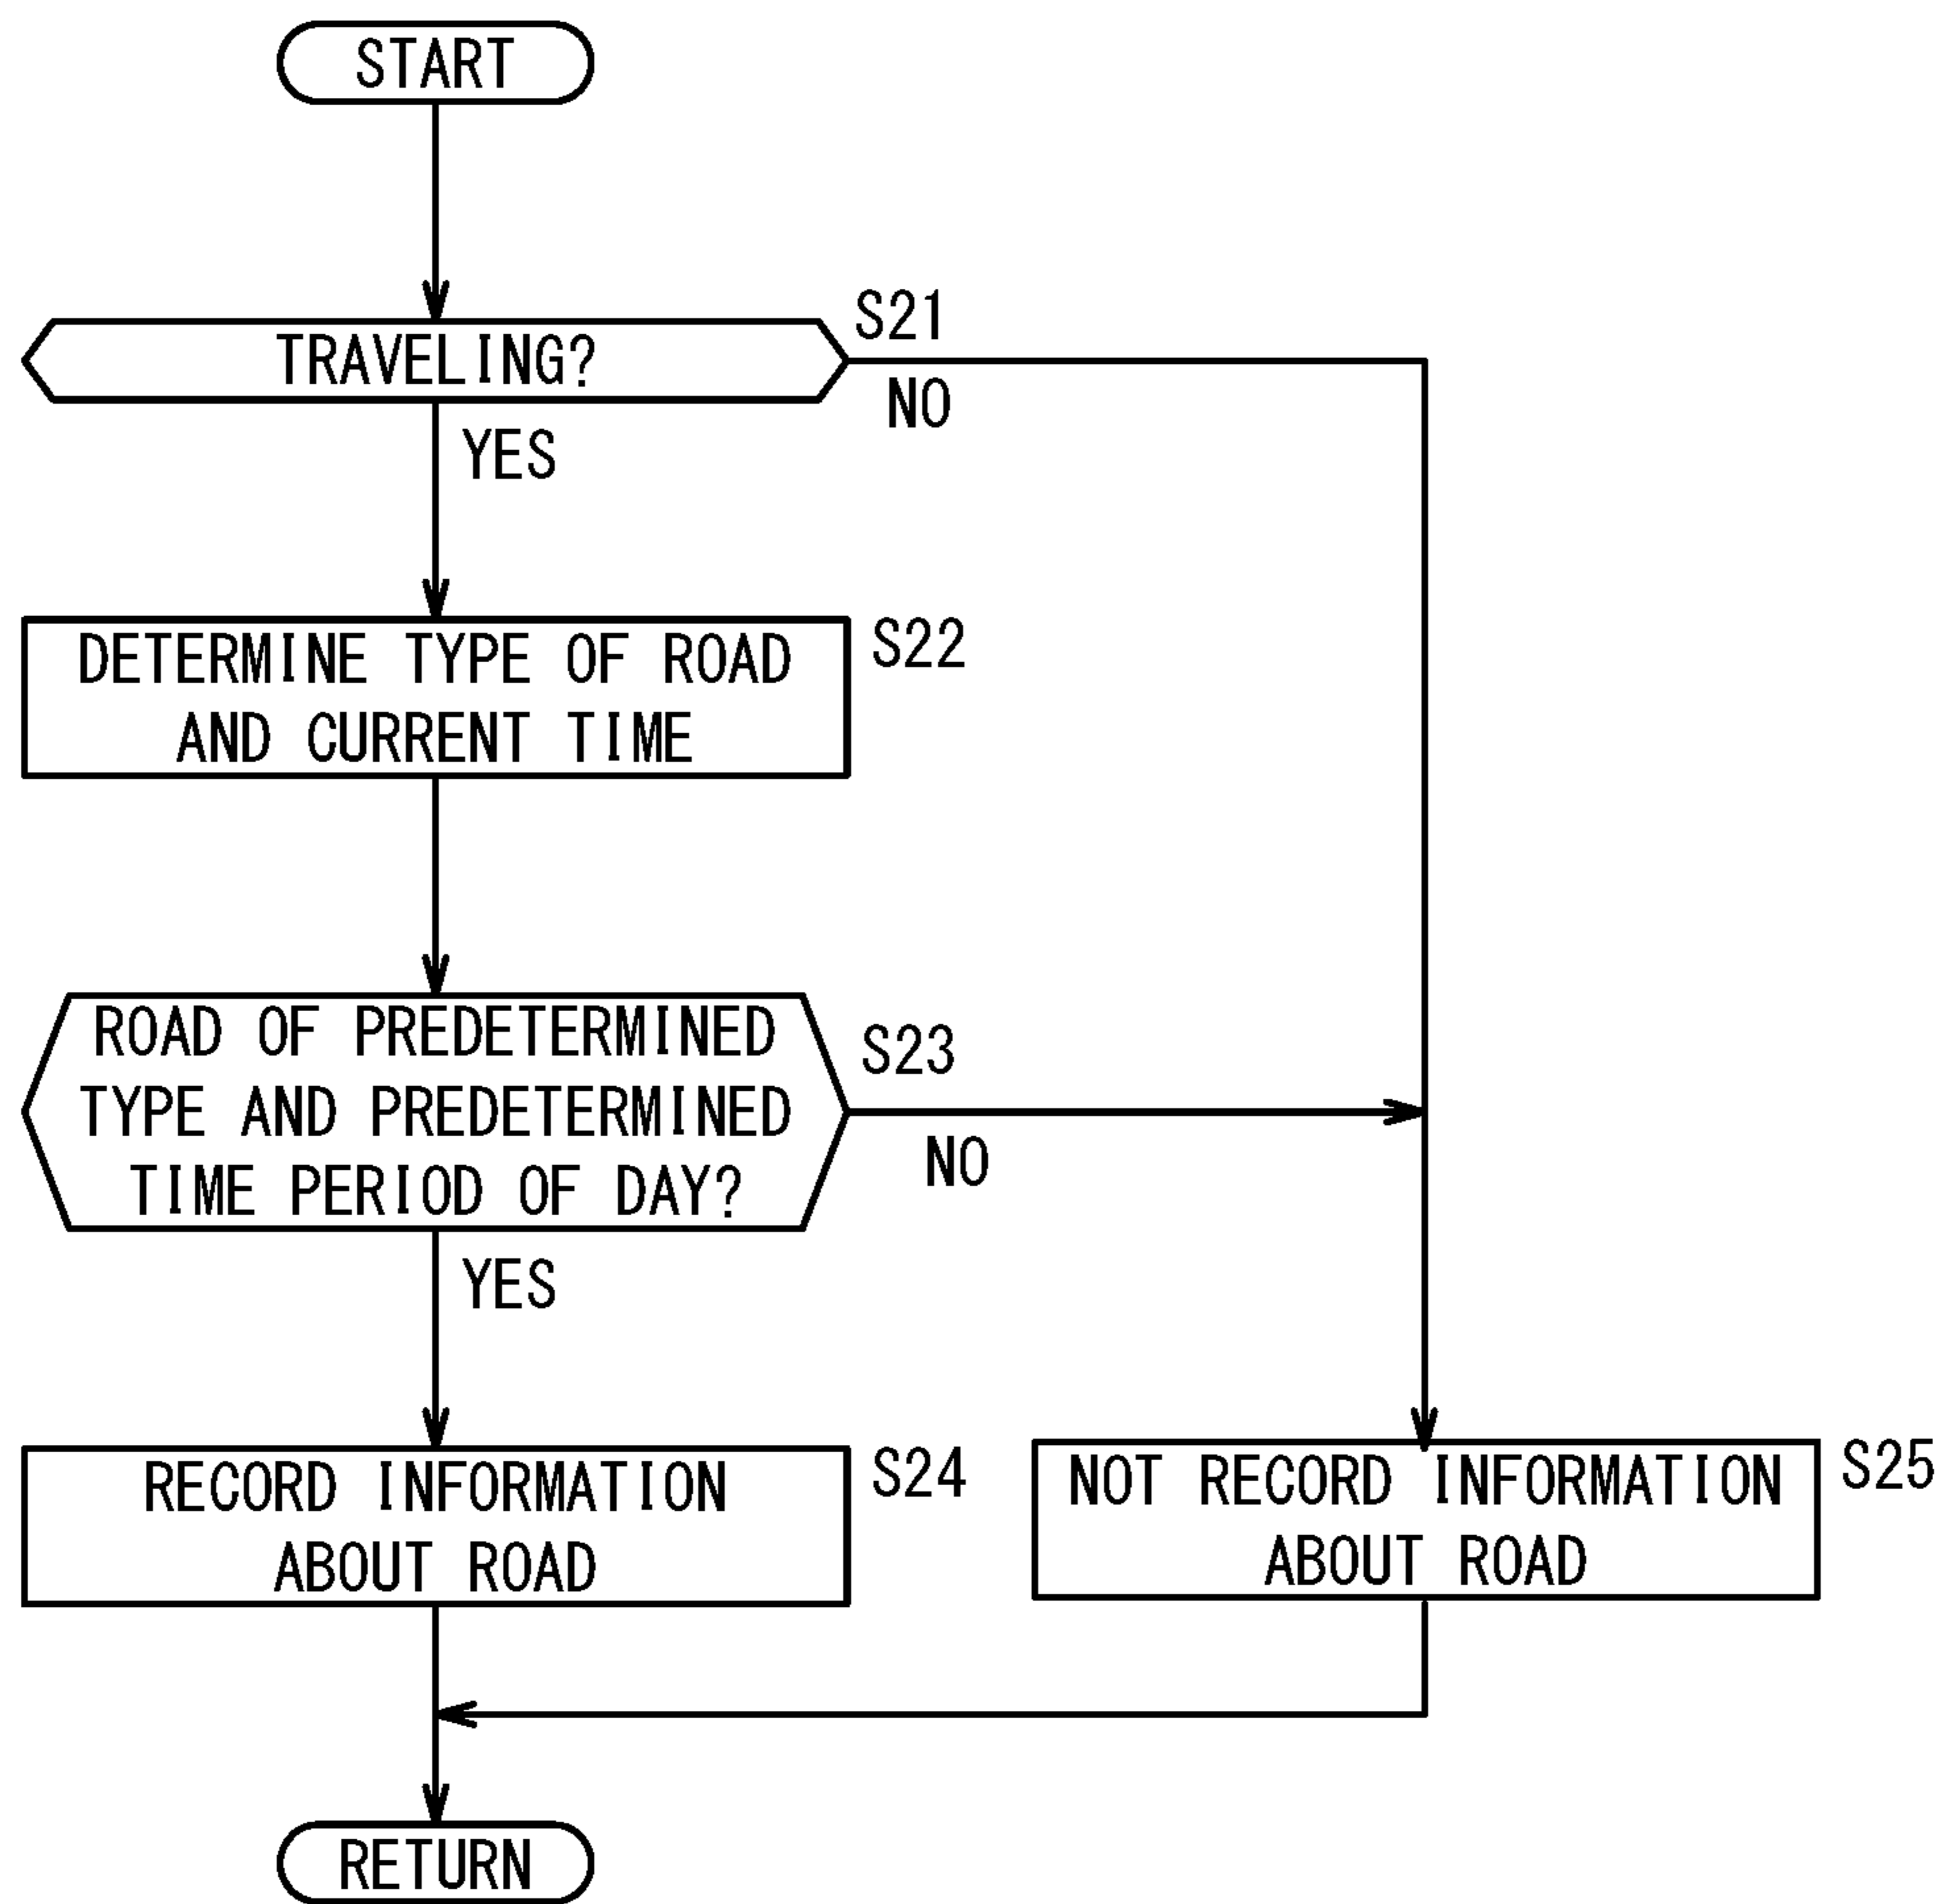 START
TRAVELING?
S21
NO
YES
DETERMINE TYPE OF ROAD
AND CURRENT TIME
S22
ROAD OF PREDETERMINED
TYPE AND PREDETERMINED
TIME PERIOD OF DAY?
S23
NO
YES
RECORD INFORMATION
ABOUT ROAD
S24
NOT RECORD INFORMATION
ABOUT ROAD
S25
RETURN